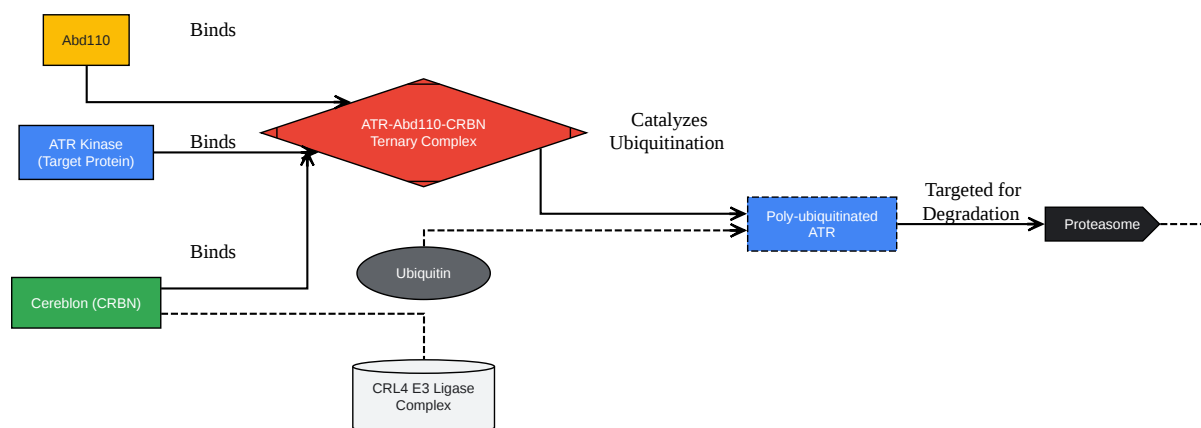 Abd110
Binds
ATR Kinase
(Target Protein)
Binds
ATR-Abd110-CRBN
Ternary Complex
Catalyzes
Ubiquitination
Poly-ubiquitinated
ATR
Targeted for
Degradation
Proteasome
Binds
Ubiquitin
Cereblon (CRBN)
CRL4 E3 Ligase
Complex